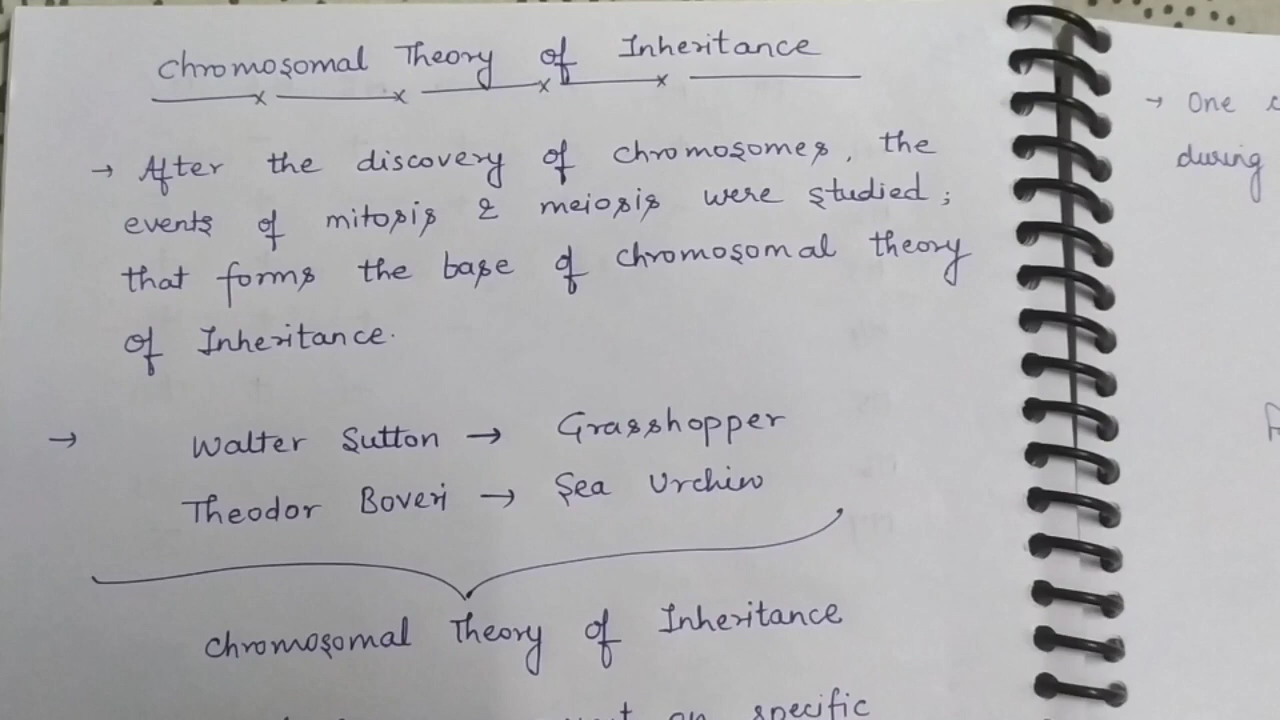 Chromosomal Theory of Inheritance
→ After the discovery of chromosomes, the
events of mitosis & meiosis were studied;
that forms the base of chromosomal theory
of Inheritance.
→ Walter Sutton → Grasshopper
Theodor Boveri → Sea Urchin
Chromosomal Theory of Inheritance
on specific
→ One
during